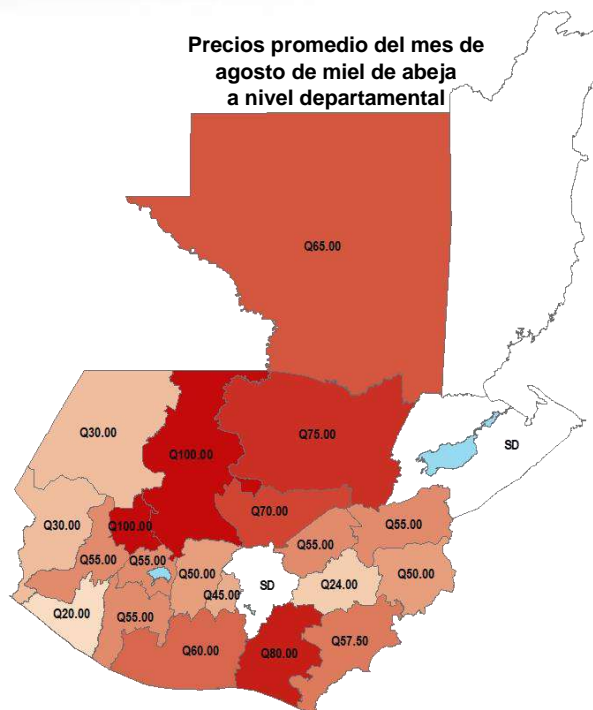 Precios promedio del mes de
agosto de miel de abeja
a nivel departamental
Q65.00
Q30.00
Q100.00
Q75.00
SD
Q30.00
Q100.00
Q70.00
Q55.00
Q55.00
Q55.00
Q55.00
Q50.00
SD
Q24.00
Q50.00
Q20.00
Q55.00
Q45.00
Q60.00
Q80.00
Q57.50